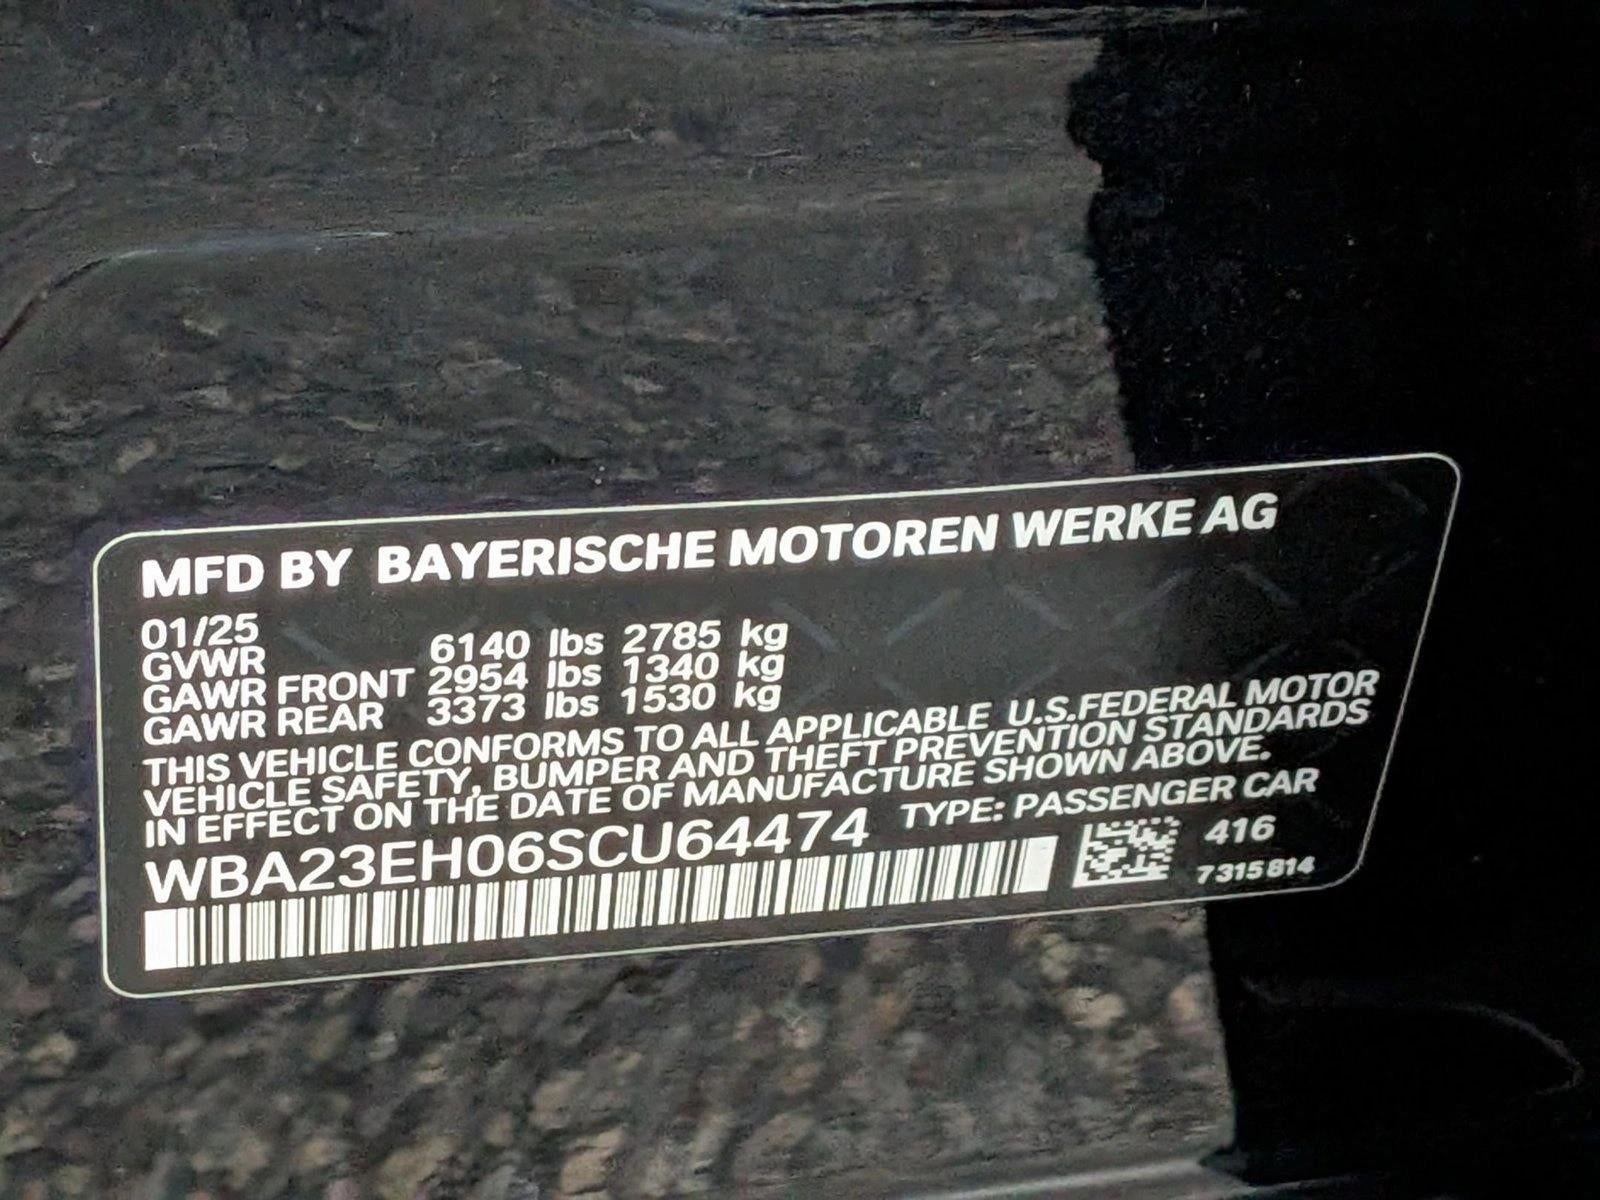 MFD BY BAYERISCHE MOTOREN WERKE AG
01/25
GVWR 6140 lbs 2785 kg
GAWR FRONT 2954 lbs 1340 kg
GAWR REAR 3373 lbs 1530 kg
THIS VEHICLE CONFORMS TO ALL APPLICABLE U.S.FEDERAL MOTOR
VEHICLE SAFETY, BUMPER AND THEFT PREVENTION STANDARDS
IN EFFECT ON THE DATE OF MANUFACTURE SHOWN ABOVE.
WBA23EH06SCU64474 TYPE: PASSENGER CAR
416
7315814